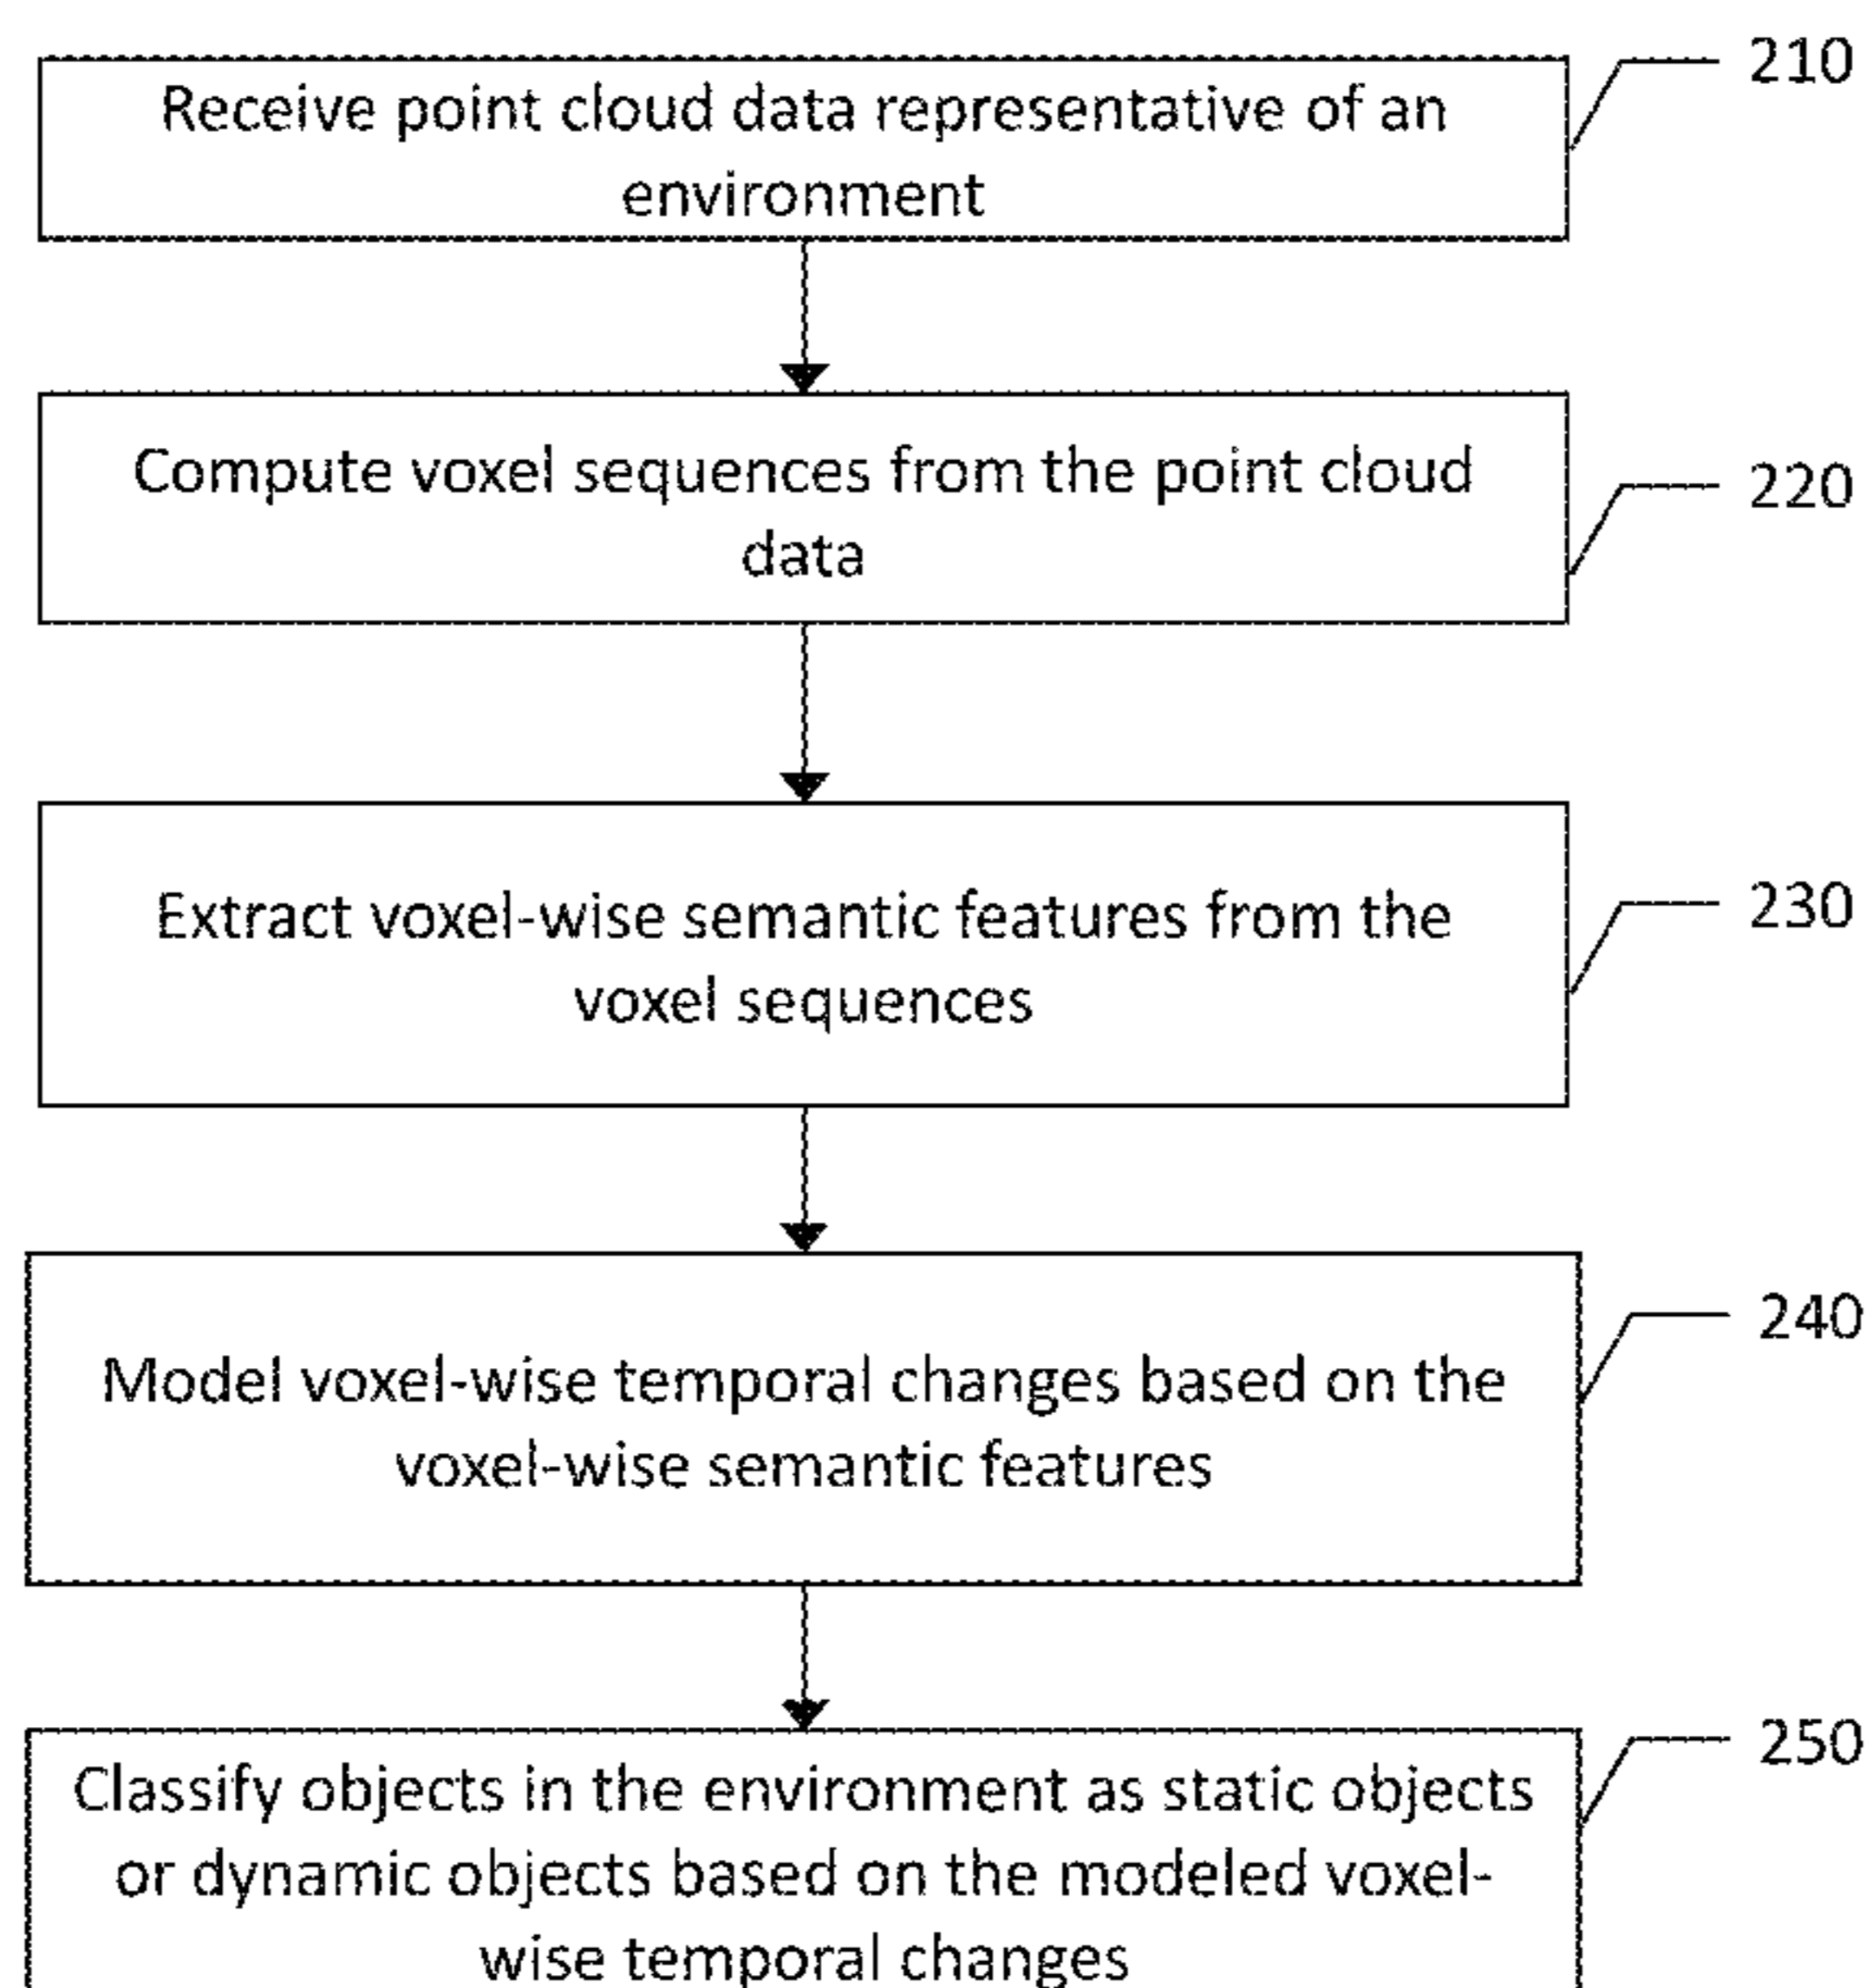 Receive point cloud data representative of an
environment
210
Compute voxel sequences from the point cloud
data
220
Extract voxel-wise semantic features from the
voxel sequences
230
Model voxel-wise temporal changes based on the
voxel-wise semantic features
240
Classify objects in the environment as static objects
or dynamic objects based on the modeled voxel-
wise temporal changes
250